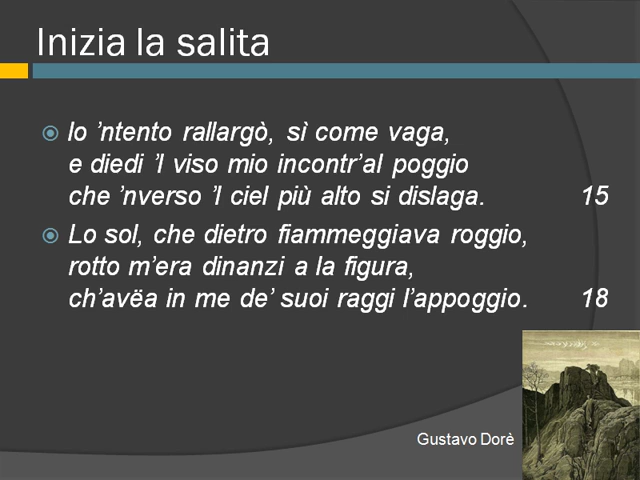 Inizia la salita
lo ’ntento rallargò, sì come vaga,
e diedi ’l viso mio incontr’al poggio
che ’nverso ’l ciel più alto si dislaga. 15
Lo sol, che dietro fiammeggiava roggio,
rotto m’era dinanzi a la figura,
ch’avëa in me de’ suoi raggi l’appoggio. 18
Gustavo Dorè